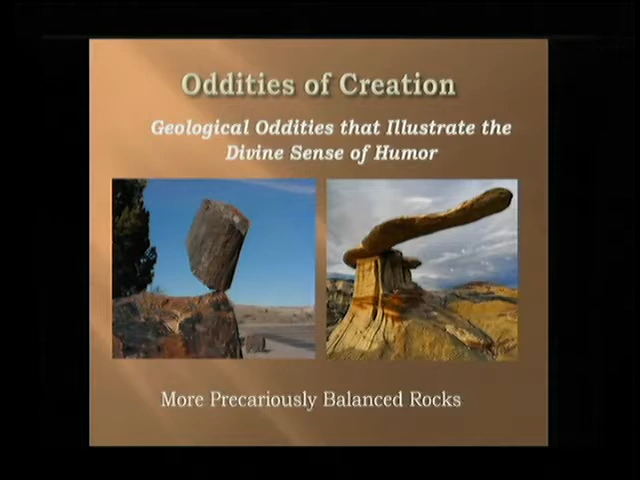 Oddities of Creation
Geological Oddities that Illustrate the
Divine Sense of Humor
More Precariously Balanced Rocks